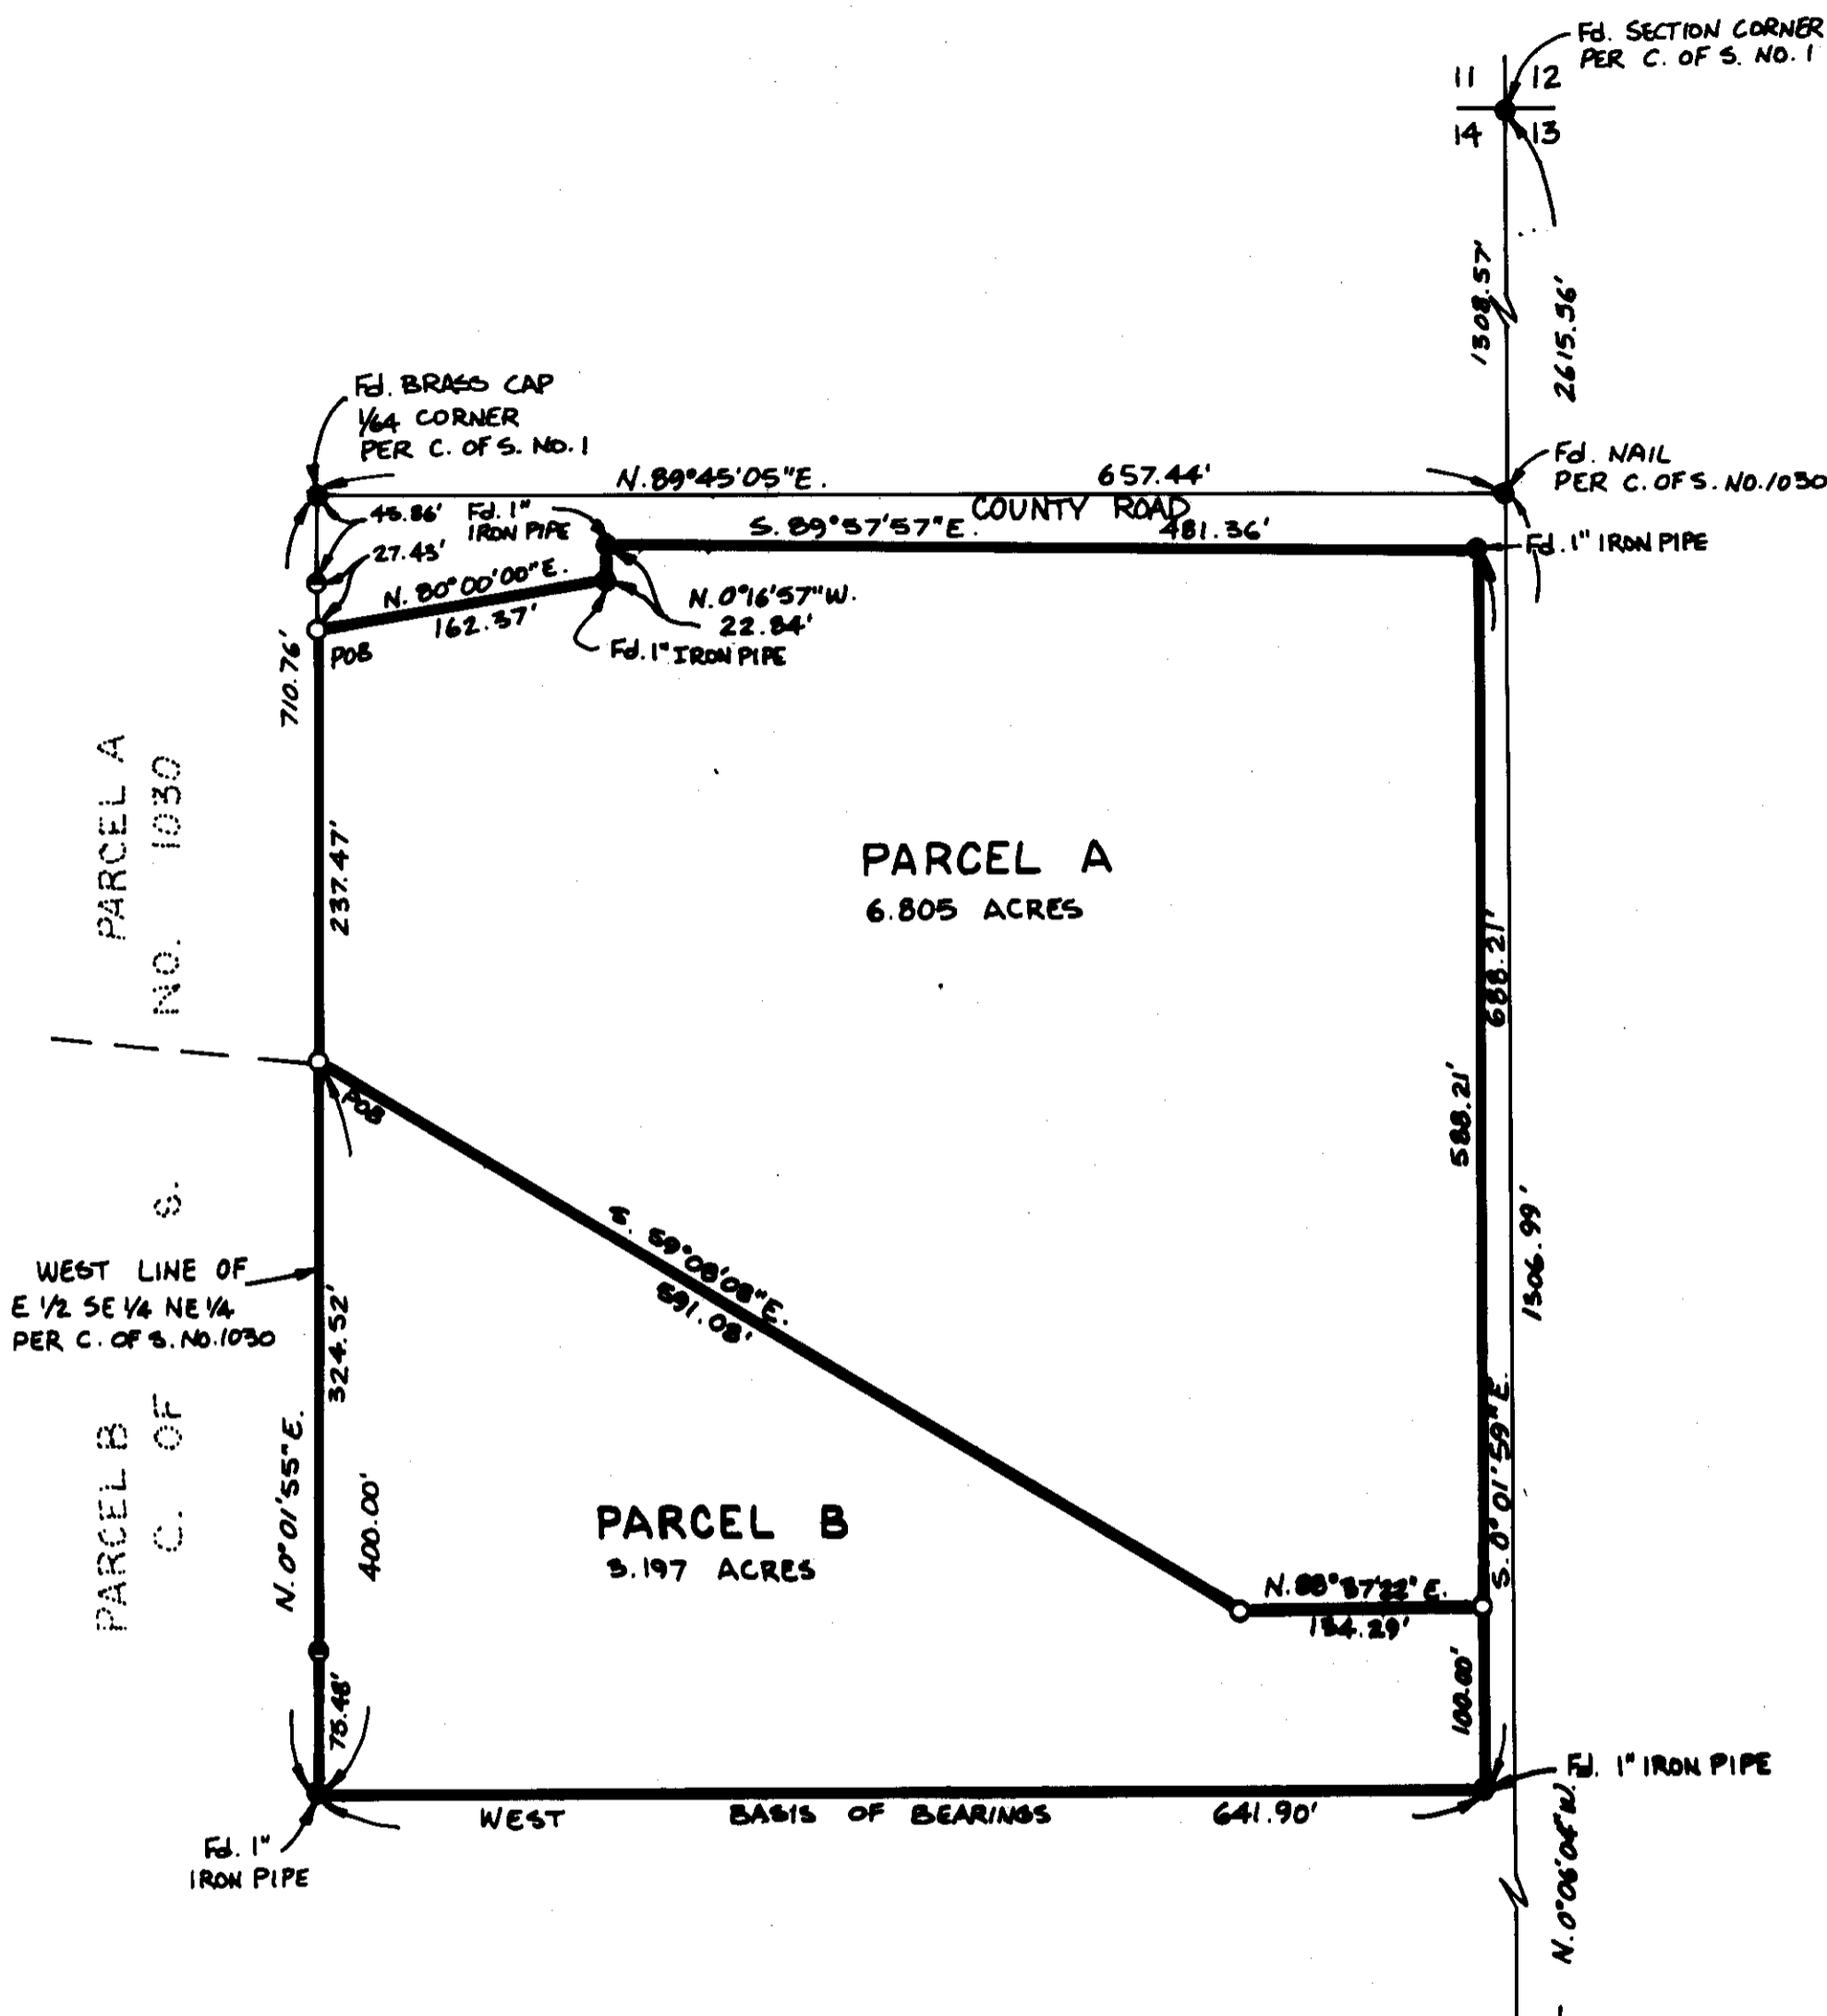 Fd. SECTION CORNER
PER C. OF S. NO. 1
11 12
14 13
1308.57'
2615.56'
Fd. BRASS CAP
1/64 CORNER
PER C. OF S. NO. 1
N. 89°45'05"E. 657.44'
COUNTY ROAD
Fd. NAIL
PER C. OF S. NO. 1030
45.86'
Fd. 1"
IRON PIPE
S. 89°57'57"E. 481.36'
Fd. 1" IRON PIPE
27.43'
N. 80°00'00"E.
162.37'
N. 0°16'57"W.
22.84'
Fd. 1" IRON PIPE
POB
710.76'
PARCEL A
NO. 1030
237.47'
PARCEL A
6.805 ACRES
688.21'
588.21'
POB
S. 59°08'08"E.
591.08'
1306.99'
WEST LINE OF
E 1/2 SE 1/4 NE 1/4
PER C. OF S. NO. 1030
324.52'
N. 0°01'55"E.
400.00'
PARCEL B
C. OF S.
PARCEL B
3.197 ACRES
S. 0°01'59"E.
N. 88°37'22"E.
134.29'
100.00'
75.48'
Fd. 1" IRON PIPE
WEST BASIS OF BEARINGS 641.90'
Fd. 1"
IRON PIPE
N. 0°06'04"W.